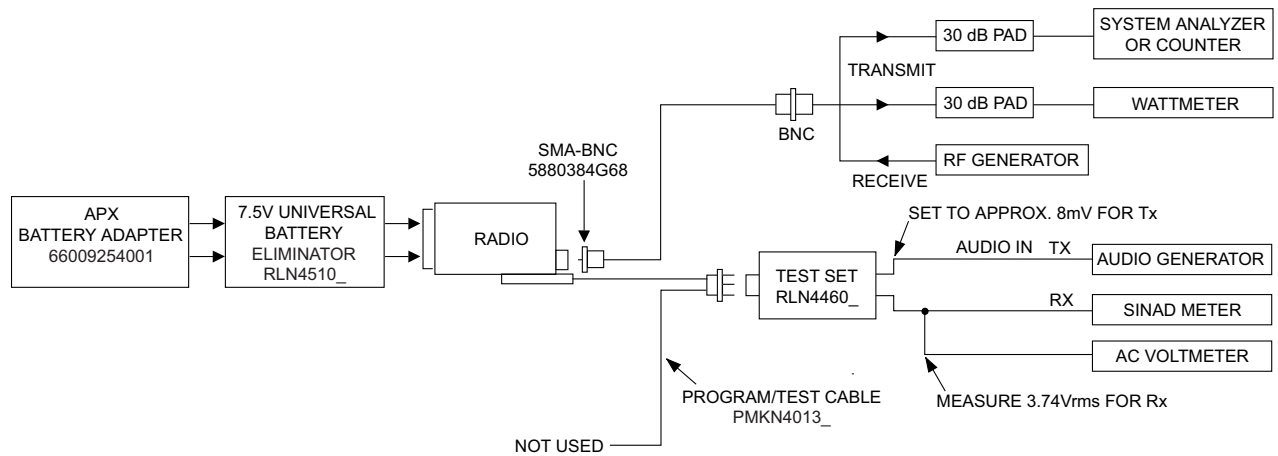 30 dB PAD
SYSTEM ANALYZER
OR COUNTER
TRANSMIT
30 dB PAD
WATTMETER
BNC
SMA-BNC
5880384G68
RF GENERATOR
RECEIVE
APX
BATTERY ADAPTER
66009254001
7.5V UNIVERSAL
BATTERY
ELIMINATOR
RLN4510_
RADIO
SET TO APPROX. 8mV FOR Tx
AUDIO IN TX
AUDIO GENERATOR
TEST SET
RLN4460_
RX
SINAD METER
AC VOLTMETER
PROGRAM/TEST CABLE
PMKN4013_
MEASURE 3.74Vrms FOR Rx
NOT USED